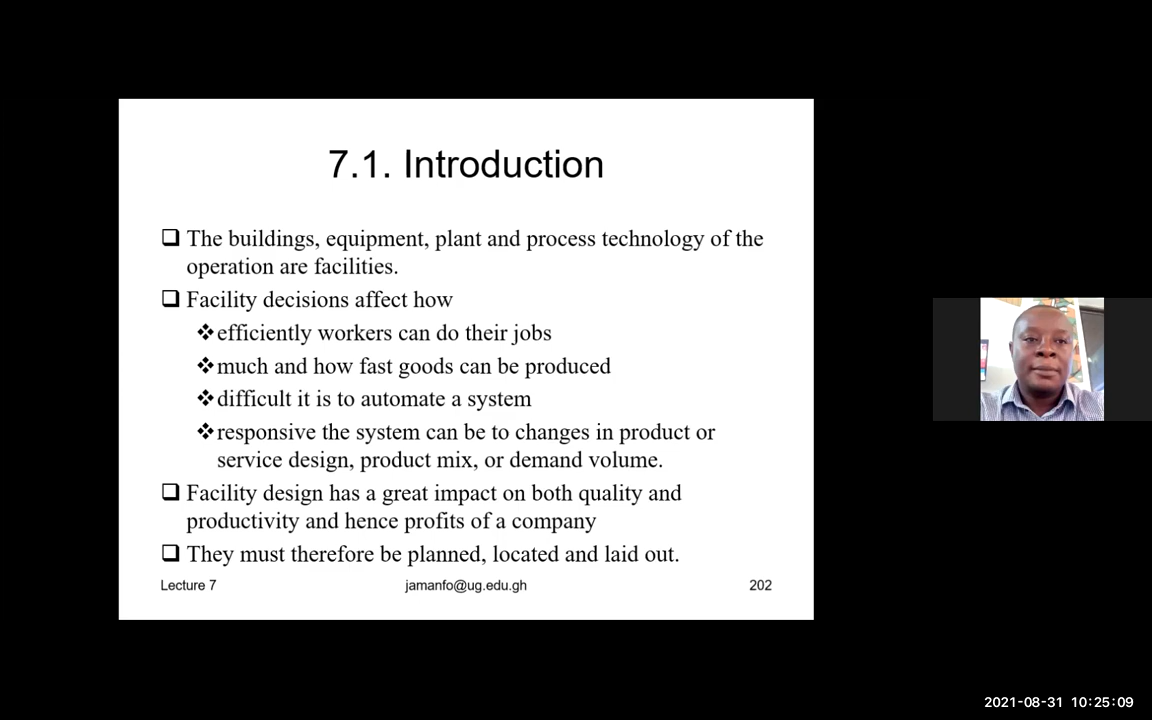 7.1. Introduction
The buildings, equipment, plant and process technology of the
operation are facilities.
Facility decisions affect how
efficiently workers can do their jobs
much and how fast goods can be produced
difficult it is to automate a system
responsive the system can be to changes in product or
service design, product mix, or demand volume.
Facility design has a great impact on both quality and
productivity and hence profits of a company
They must therefore be planned, located and laid out.
Lecture 7 jamanfo@ug.edu.gh 202
2021-08-31 10:25:09